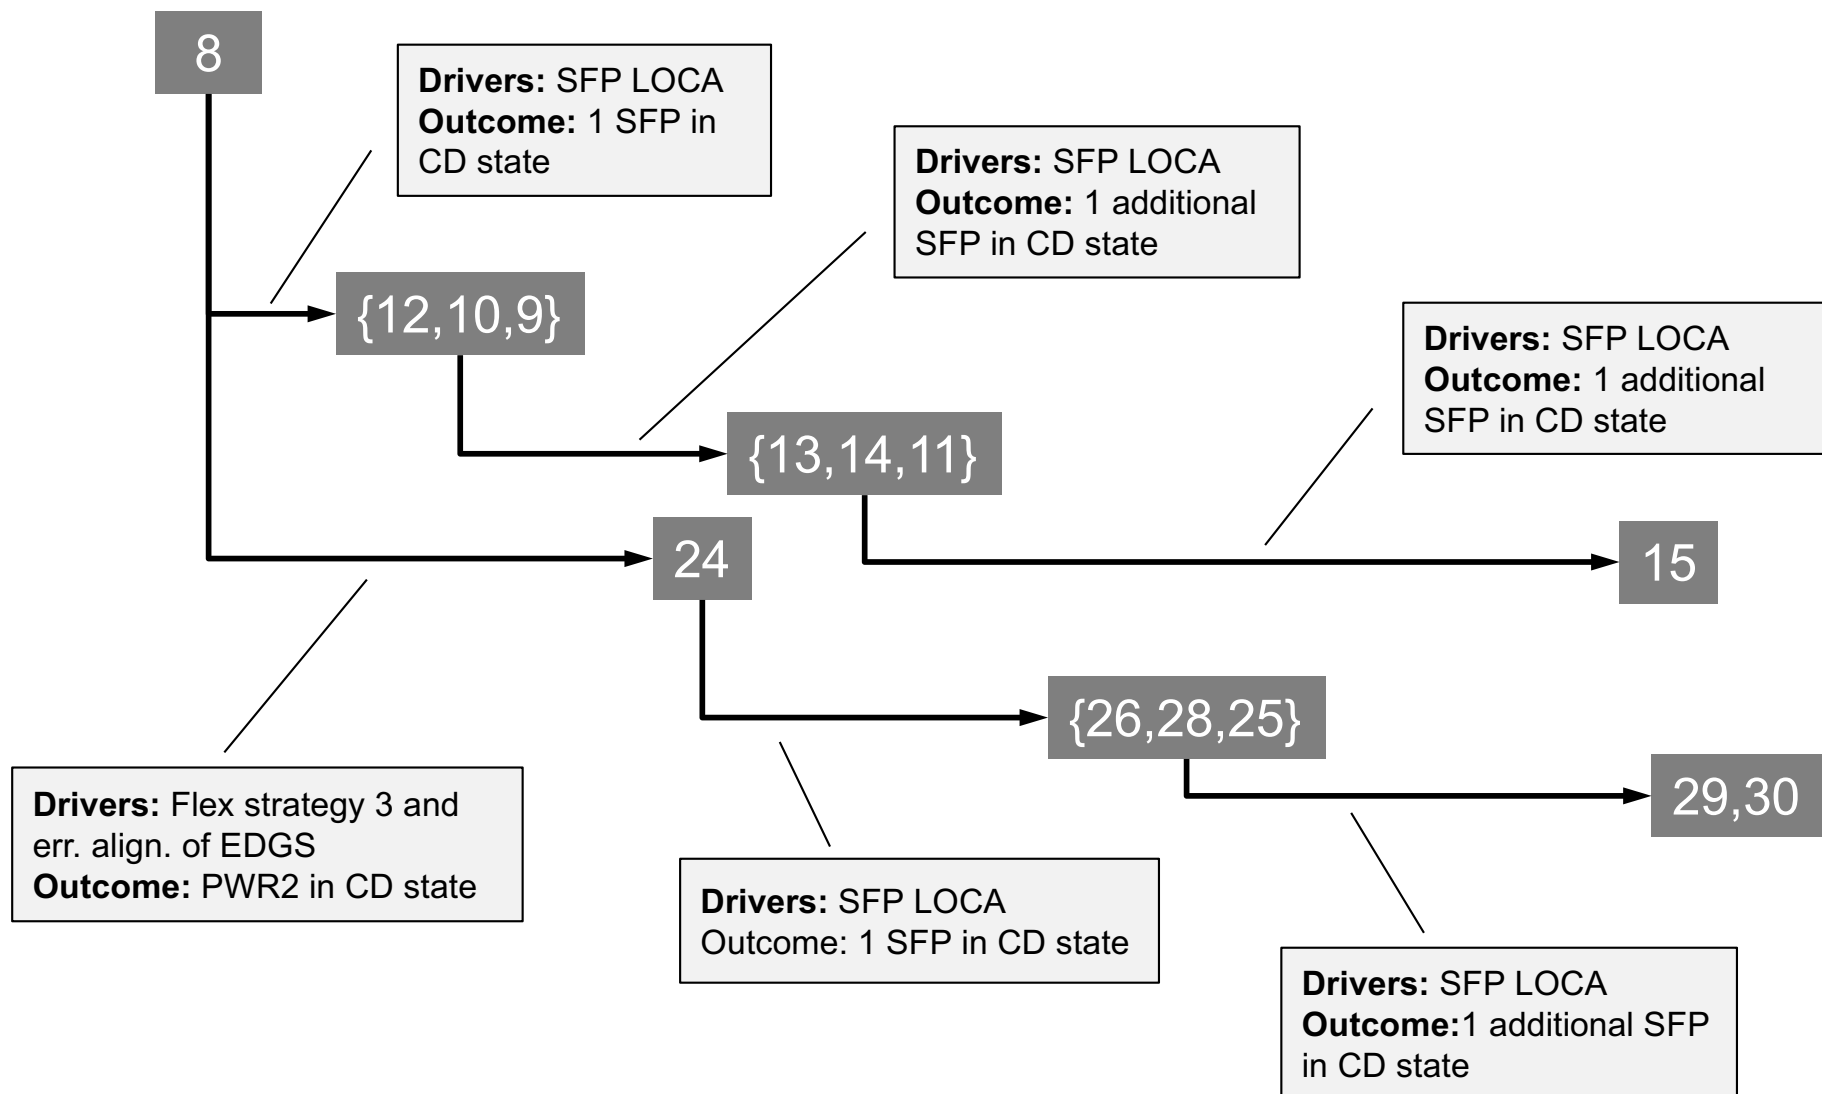 8
Drivers: SFP LOCA
Outcome: 1 SFP in
CD state
Drivers: SFP LOCA
Outcome: 1 additional
SFP in CD state
{12,10,9}
Drivers: SFP LOCA
Outcome: 1 additional
SFP in CD state
{13,14,11}
24
15
{26,28,25}
29,30
Drivers: Flex strategy 3 and
err. align. of EDGS
Outcome: PWR2 in CD state
Drivers: SFP LOCA
Outcome: 1 SFP in CD state
Drivers: SFP LOCA
Outcome:1 additional SFP
in CD state